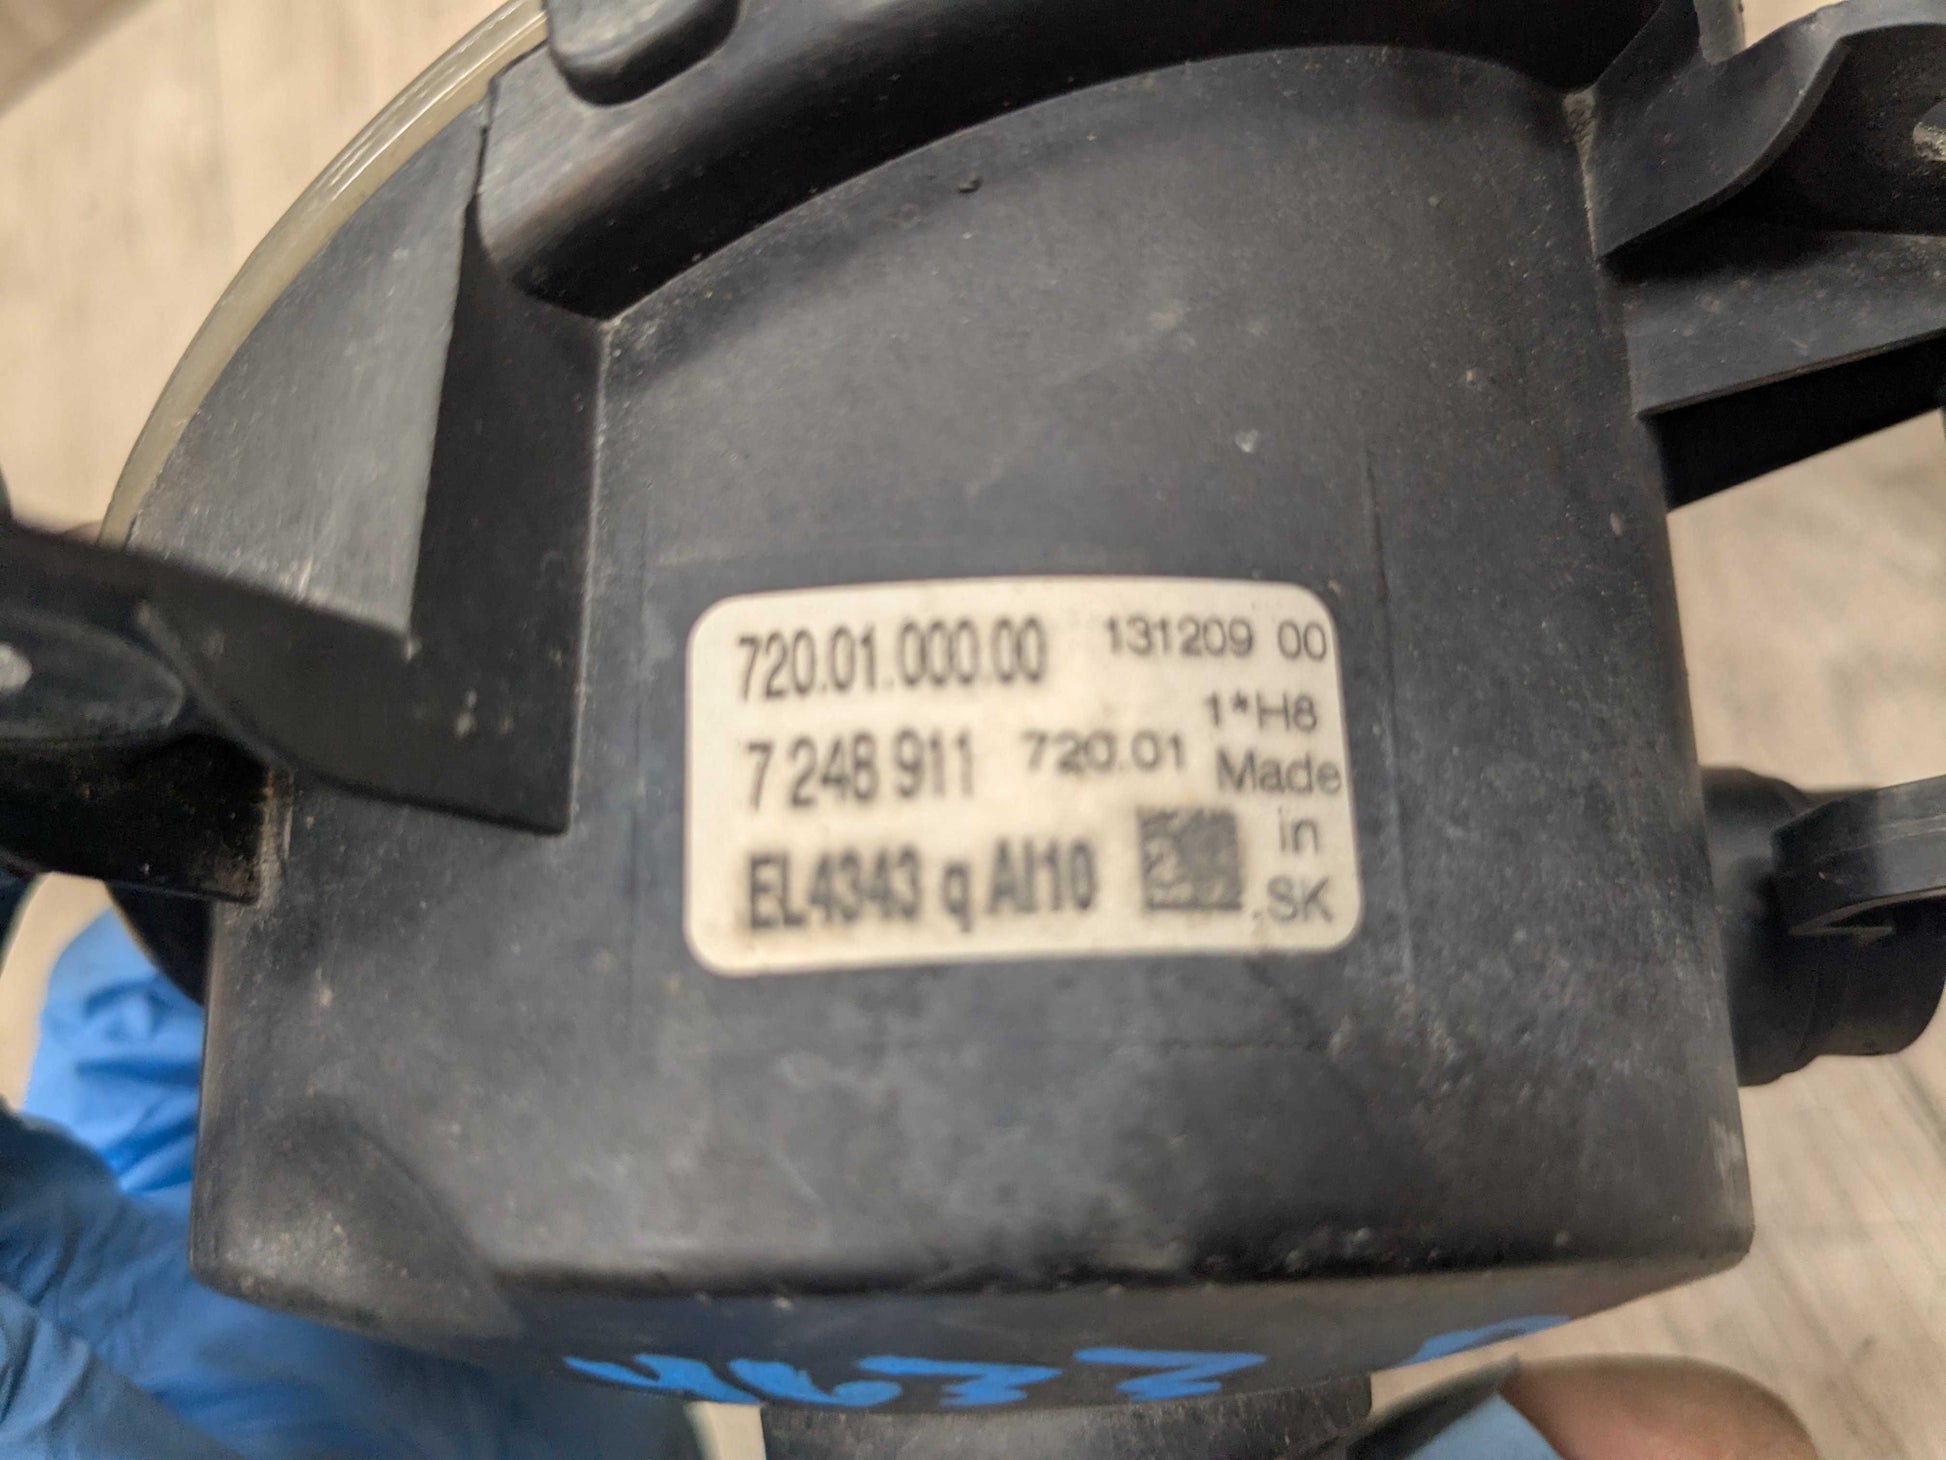 720.01.000.00 131209 00
1*H8
7 248 911 720.01 Made
EL4343 q AI10 in
SK